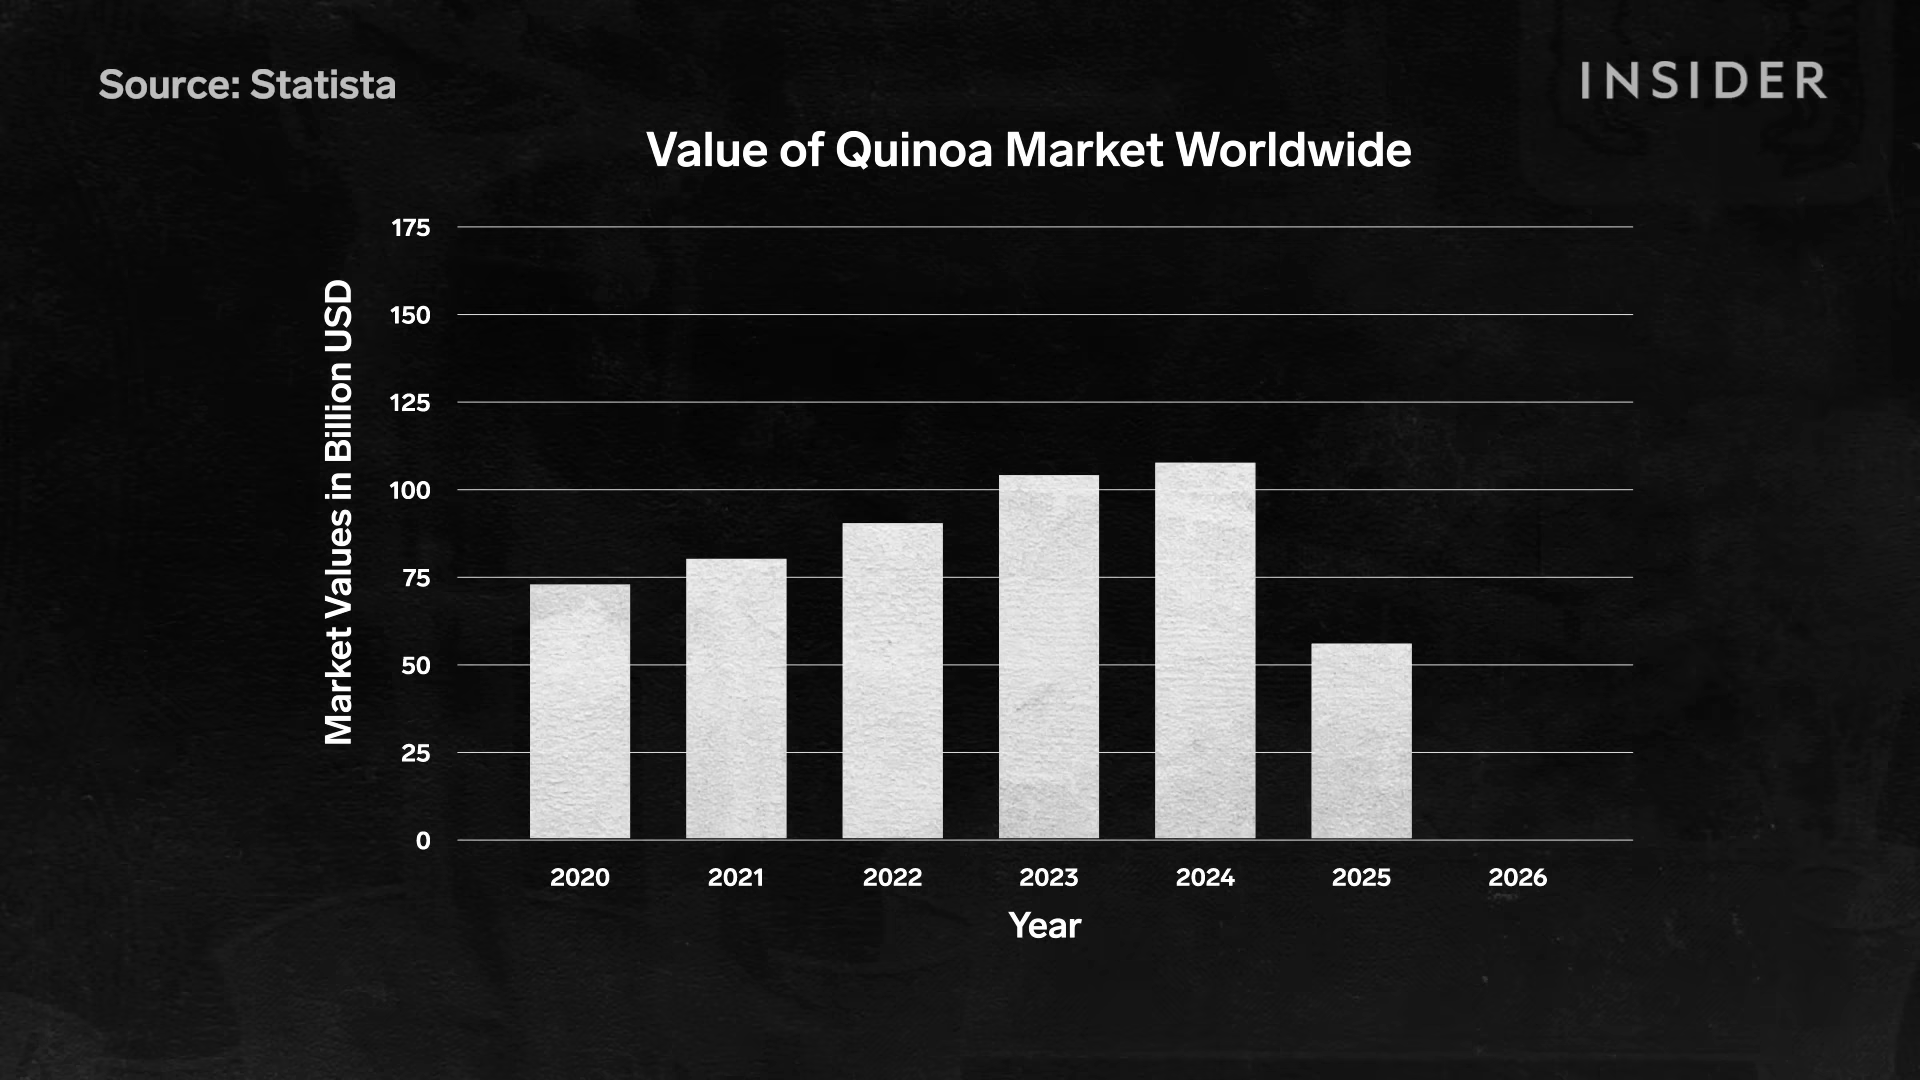 Source: Statista
INSIDER
Value of Quinoa Market Worldwide
Market Values in Billion USD
175
150
125
100
75
50
25
0
2020 2021 2022 2023 2024 2025 2026
Year